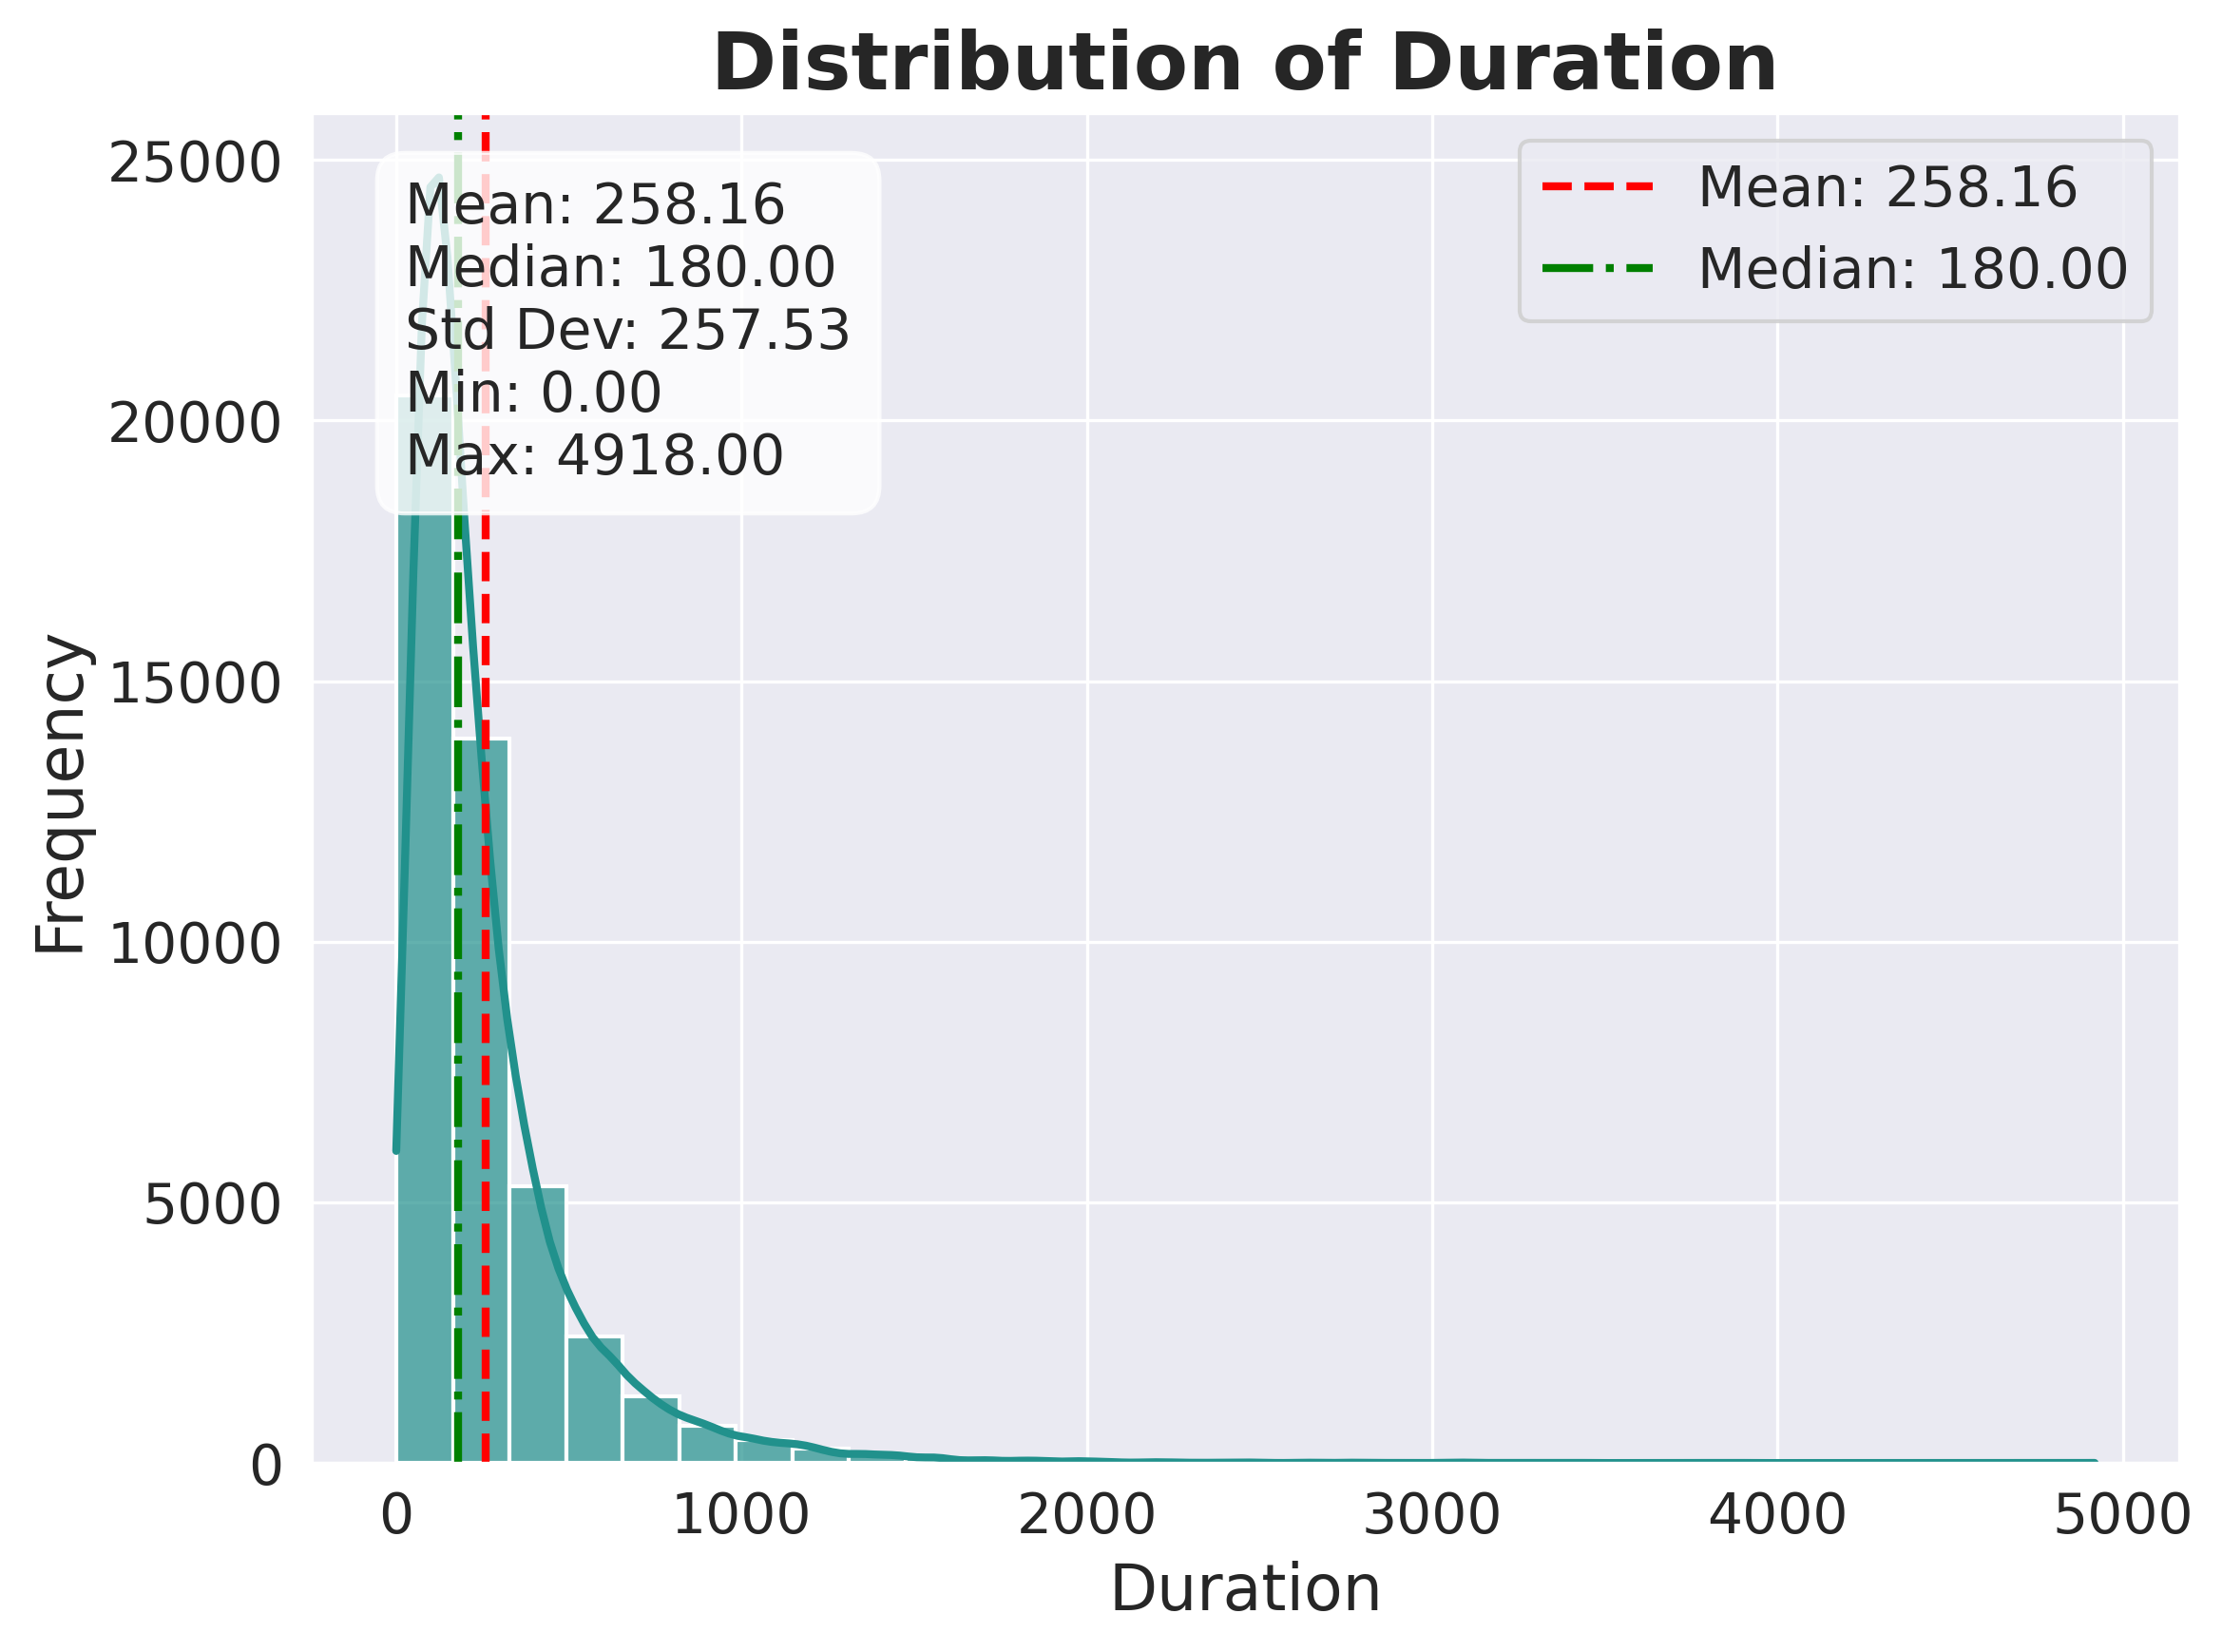 Distribution of Duration
Mean: 258.16
Median: 180.00
Std Dev: 257.53
Min: 0.00
Max: 4918.00
Mean: 258.16
Median: 180.00
Frequency
25000
20000
15000
10000
5000
0
0 1000 2000 3000 4000 5000
Duration